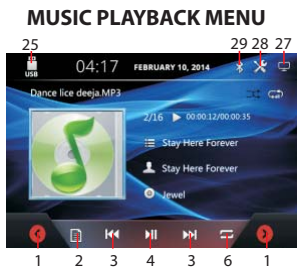 MUSIC PLAYBACK MENU
25 29 28 27
USB 04:17 FEBRUARY 10, 2014
Dance lice deeja.MP3
2/16 00:00:12/00:00:35
Stay Here Forever
Stay Here Forever
Jewel
1 2 3 4 3 6 1